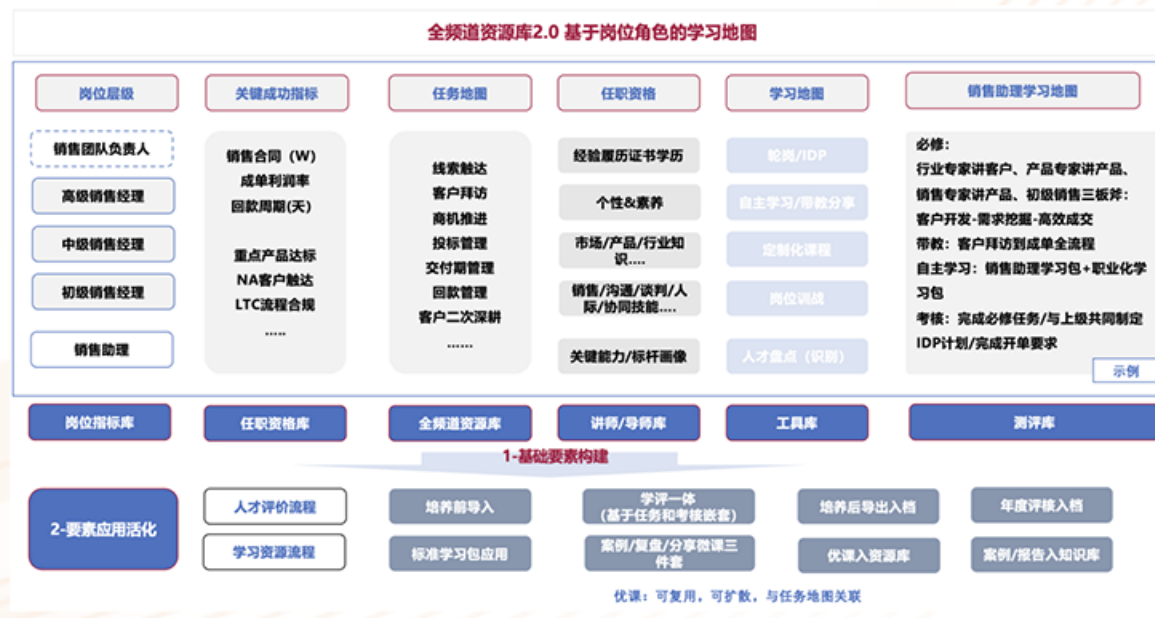 全频道资源库2.0 基于岗位角色的学习地图
岗位层级
关键成功指标
任务地图
任职资格
学习地图
销售助理学习地图
销售团队负责人
高级销售经理
中级销售经理
初级销售经理
销售助理
销售合同（W）
成单利润率
回款周期(天)
重点产品达标
NA客户触达
LTC流程合规
.....
线索触达
客户拜访
商机推进
投标管理
交付期管理
回款管理
客户二次深耕
......
经验履历证书学历
个性&素养
市场/产品/行业知
识....
销售/沟通/谈判/人
际/协同技能....
关键能力/标杆画像
轮岗/IDP
自主学习/带教分享
定制化课程
岗位训战
人才盘点（识别）
必修：
行业专家讲客户、产品专家讲产品、
销售专家讲产品、初级销售三板斧：
客户开发-需求挖掘-高效成交
带教：客户拜访到成单全流程
自主学习：销售助理学习包+职业化学
习包
考核：完成必修任务/与上级共同制定
IDP计划/完成开单要求
示例
岗位指标库
任职资格库
全频道资源库
讲师/导师库
工具库
测评库
1-基础要素构建
2-要素应用活化
人才评价流程
培养前导入
学评一体
(基于任务和考核嵌套)
培养后导出入档
年度评核入档
学习资源流程
标准学习包应用
案例/复盘/分享微课三
件套
优课入资源库
案例/报告入知识库
优课：可复用，可扩散，与任务地图关联